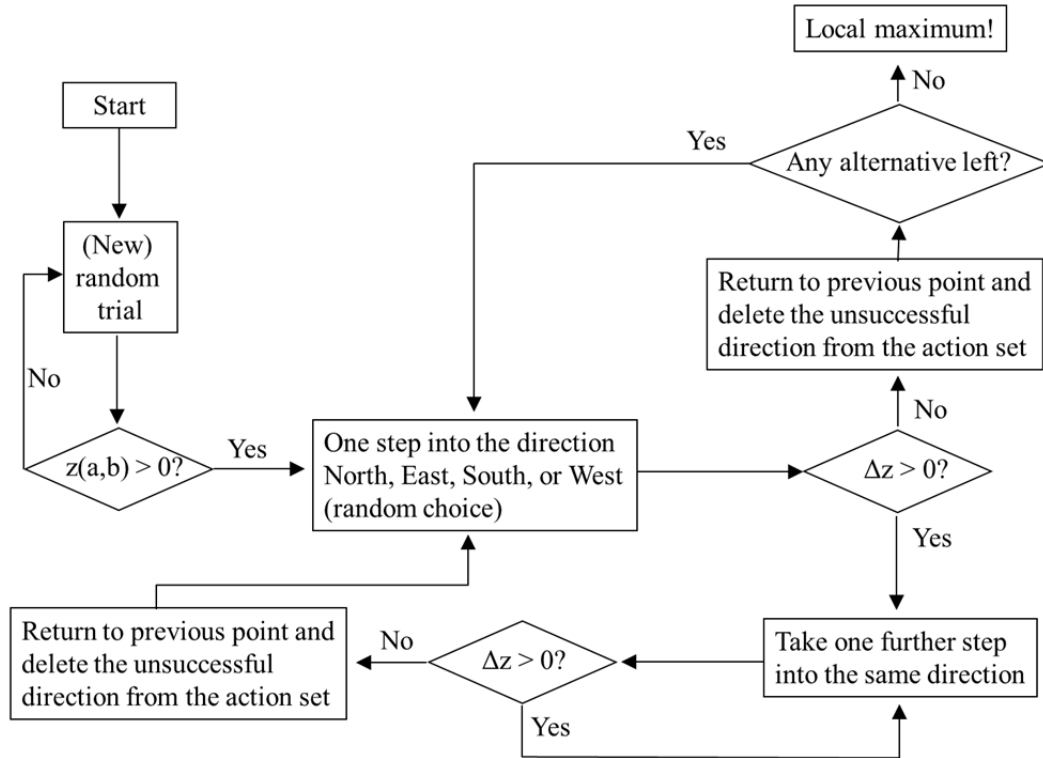 Local maximum!
No
Start
Yes
Any alternative left?
(New)
random
trial
Return to previous point and
delete the unsuccessful
direction from the action set
No
No
z(a,b) > 0?
Yes
One step into the direction
North, East, South, or West
(random choice)
Δz > 0?
Yes
Return to previous point and
delete the unsuccessful
direction from the action set
No
Δz > 0?
Take one further step
into the same direction
Yes